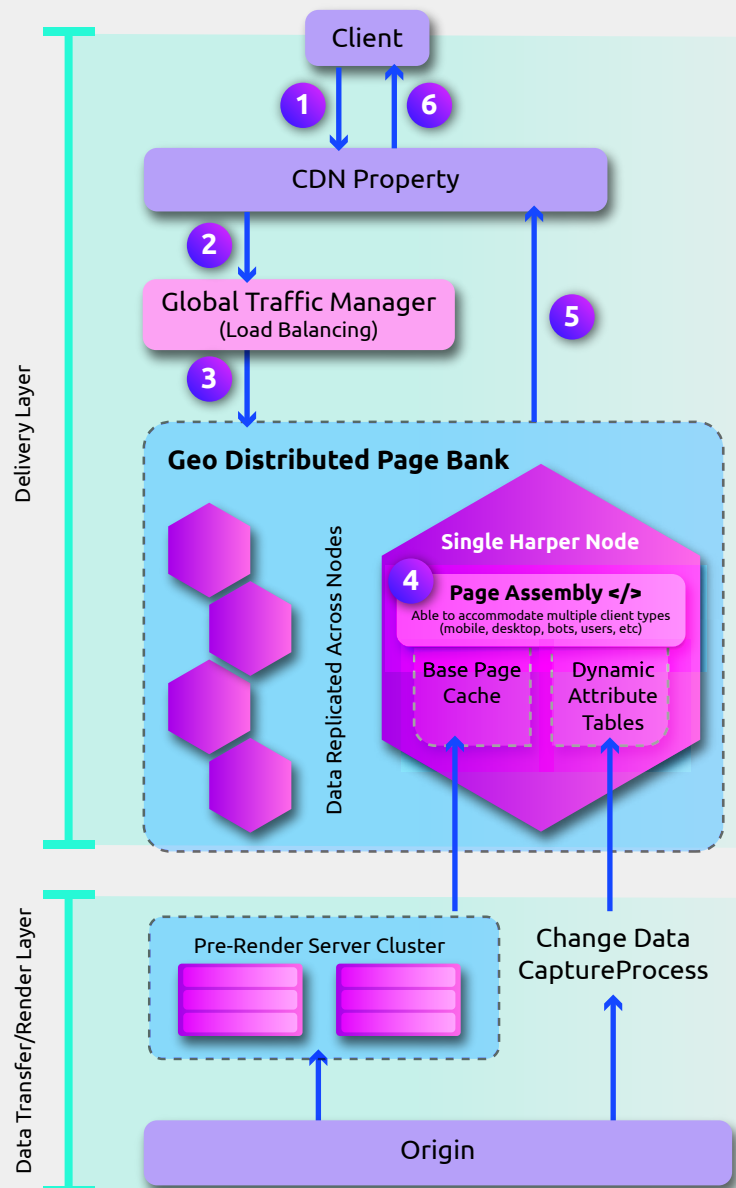 Client
1
6
CDN Property
2
Global Traffic Manager
(Load Balancing)
5
3
Delivery Layer
Geo Distributed Page Bank
Data Replicated Across Nodes
Single Harper Node
4
Page Assembly </>
Able to accommodate multiple client types
(mobile, desktop, bots, users, etc)
Base Page
Cache
Dynamic
Attribute
Tables
Data Transfer/Render Layer
Pre-Render Server Cluster
Change Data
CaptureProcess
Origin